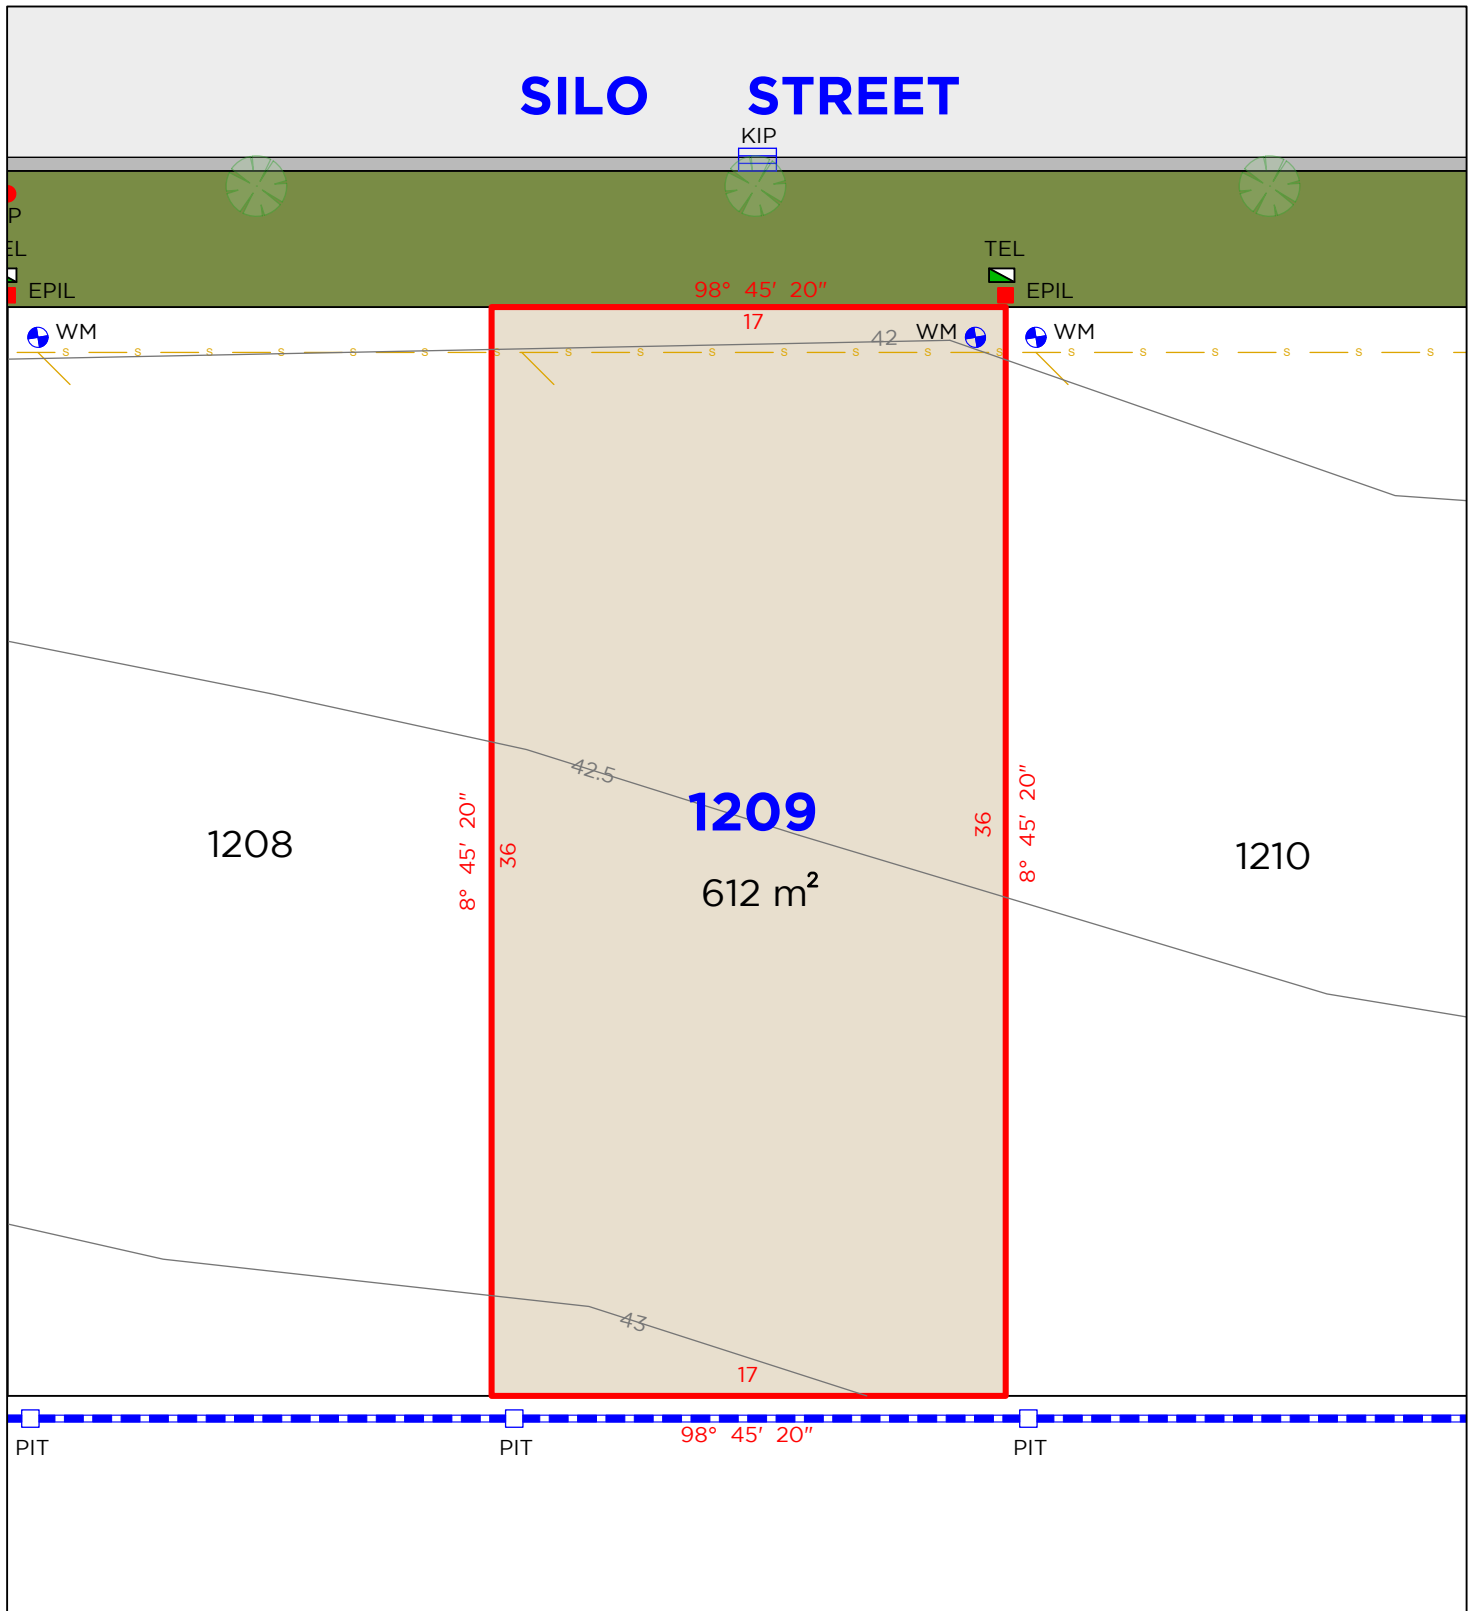 SILO STREET
KIP
P
EL
TEL
EPIL
EPIL
98° 45' 20"
17
WM
WM
WM
42
S S S S S S S S S S S S S S S S S S S S
42.5
1209
612 m²
1208
1210
8° 45' 20"
36
36
8° 45' 20"
43
17
98° 45' 20"
PIT
PIT
PIT